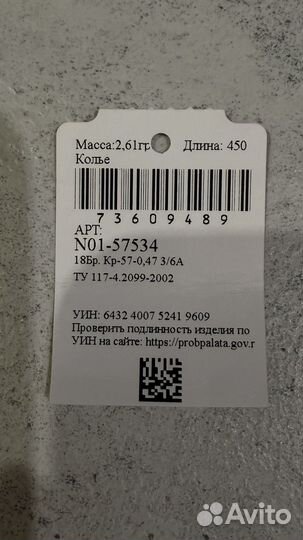 Масса:2,61гр Длина: 450
Колье
73609489
АРТ:
N01-57534
18Бр. Кр-57-0,47 3/6А
ТУ 117-4.2099-2002
УИН: 6432 4007 5241 9609
Проверить подлинность изделия по
УИН на сайте: https://probpalata.gov.r
Avito